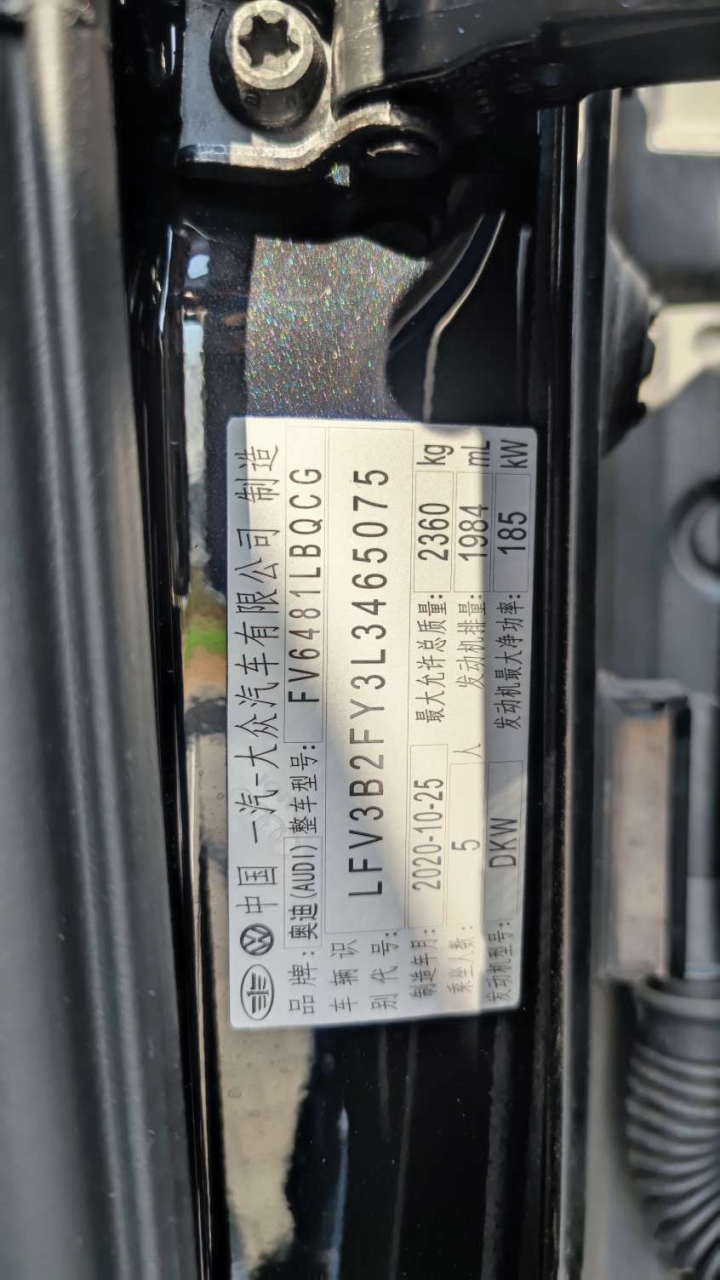 中国 一汽-大众汽车有限公司 制造
品牌: 奥迪(AUDI) 整车型号: FV6481LBQCG
车辆识别代号: LFV3B2FY3L3465075
制造年月: 2020-10-25 最大允许总质量: 2360 kg
乘坐人数: 5 人 发动机排量: 1984 mL
发动机型号: DKW 发动机最大净功率: 185 kW